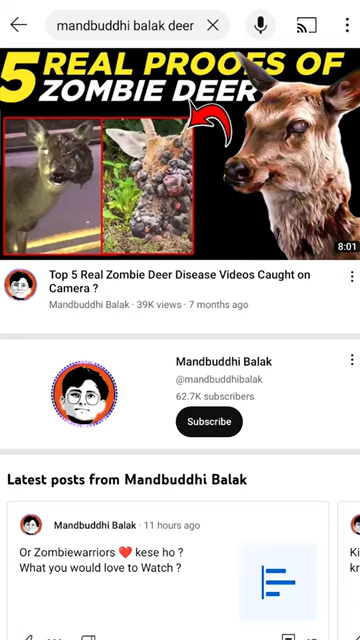 mandbuddhi balak deer
5 REAL PROOFS OF
ZOMBIE DEER
8:01
Top 5 Real Zombie Deer Disease Videos Caught on
Camera ?
Mandbuddhi Balak · 39K views · 7 months ago
Mandbuddhi Balak
@mandbuddhibalak
62.7K subscribers
Subscribe
Latest posts from Mandbuddhi Balak
Mandbuddhi Balak · 11 hours ago
Or Zombiewarriors ❤️ kese ho ?
What you would love to Watch ?
Ki
kr